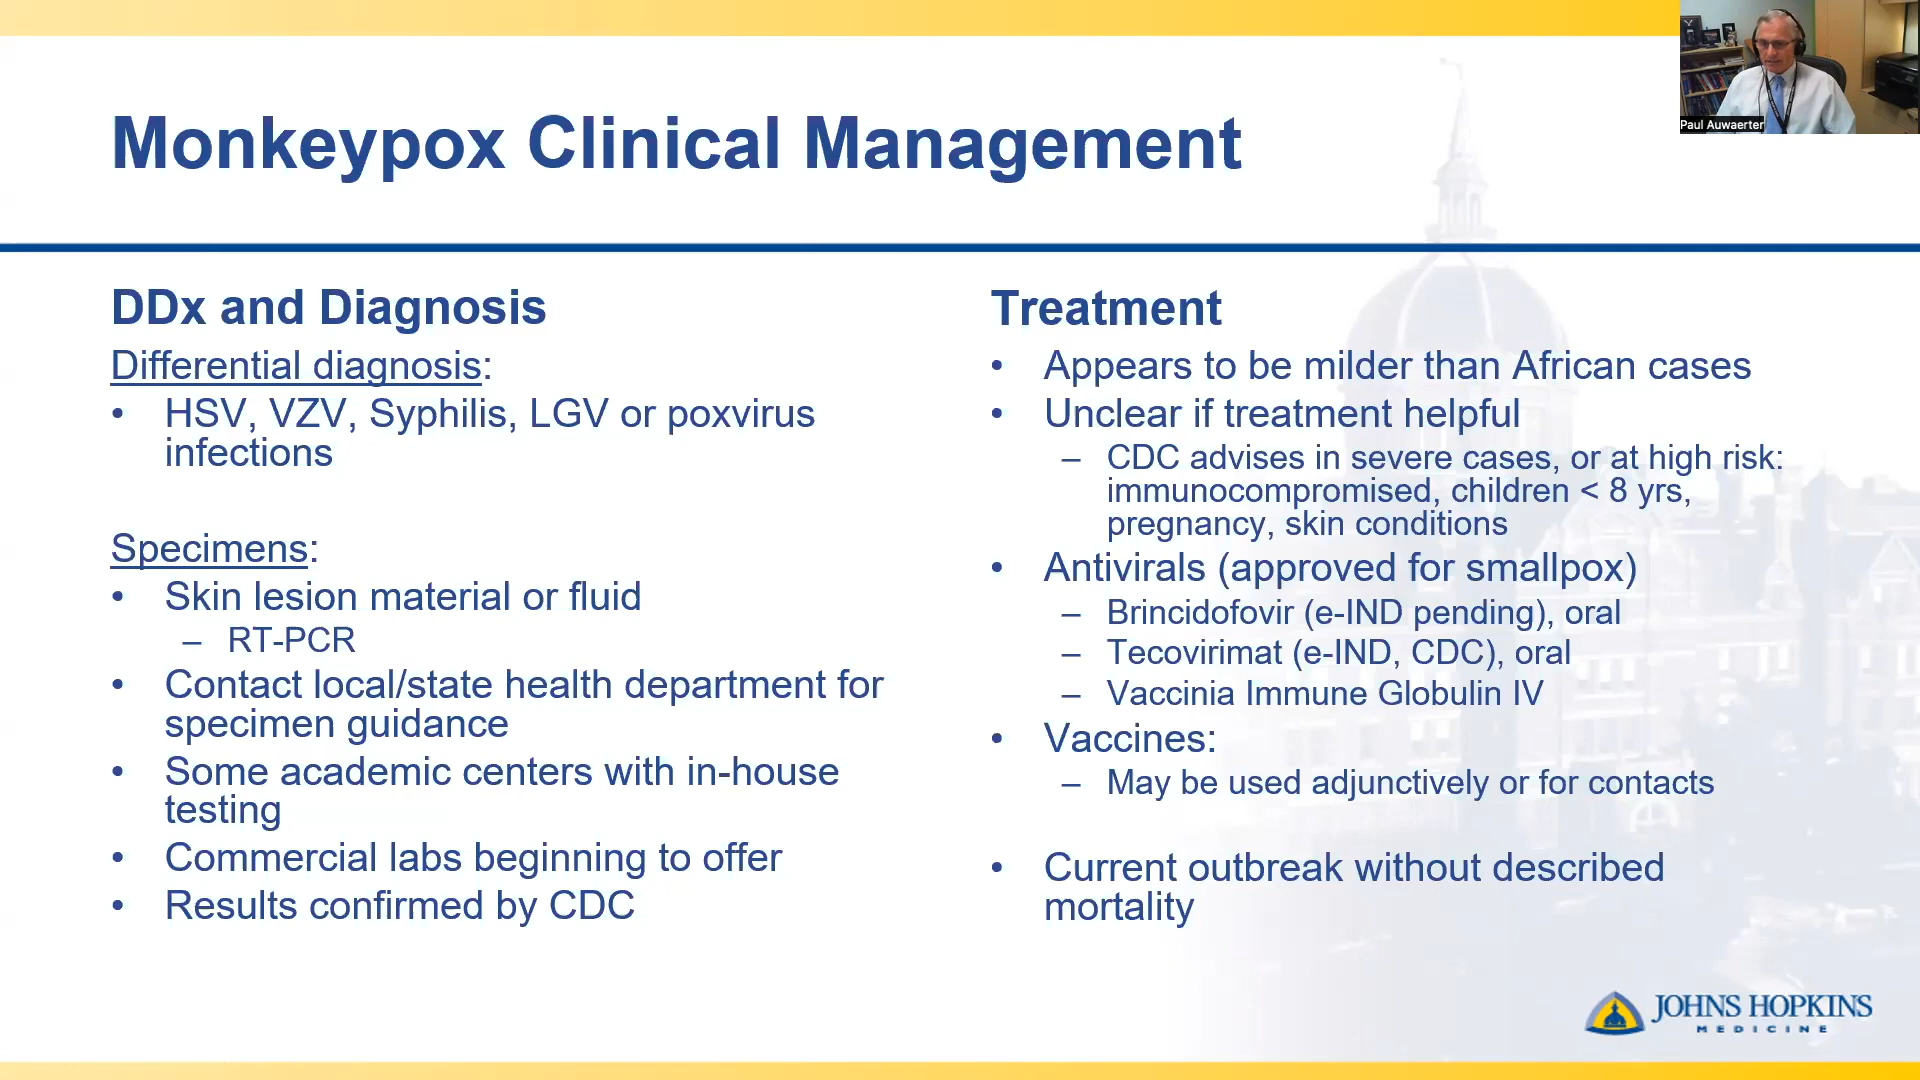 Paul Auwaerter
Monkeypox Clinical Management
DDx and Diagnosis
Differential diagnosis:
• HSV, VZV, Syphilis, LGV or poxvirus
infections
Specimens:
• Skin lesion material or fluid
– RT-PCR
• Contact local/state health department for
specimen guidance
• Some academic centers with in-house
testing
• Commercial labs beginning to offer
• Results confirmed by CDC
Treatment
• Appears to be milder than African cases
• Unclear if treatment helpful
– CDC advises in severe cases, or at high risk:
immunocompromised, children < 8 yrs,
pregnancy, skin conditions
• Antivirals (approved for smallpox)
– Brincidofovir (e-IND pending), oral
– Tecovirimat (e-IND, CDC), oral
– Vaccinia Immune Globulin IV
• Vaccines:
– May be used adjunctively or for contacts
• Current outbreak without described
mortality
JOHNS HOPKINS
MEDICINE